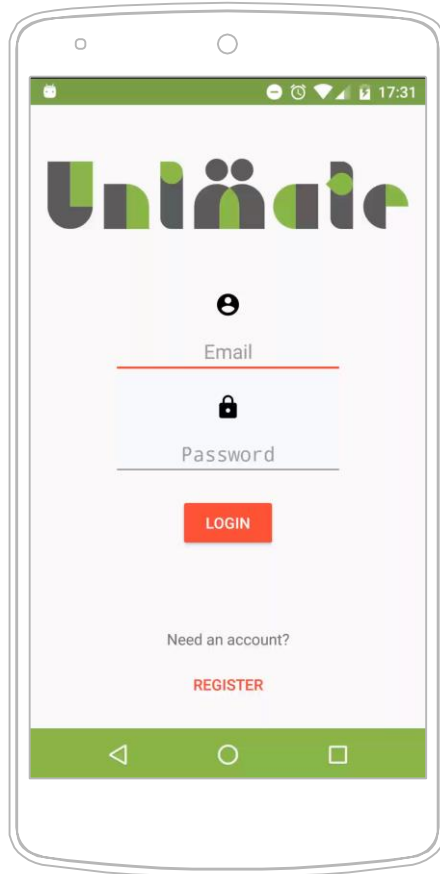 17:31
Unimate
Email
Password
LOGIN
Need an account?
REGISTER